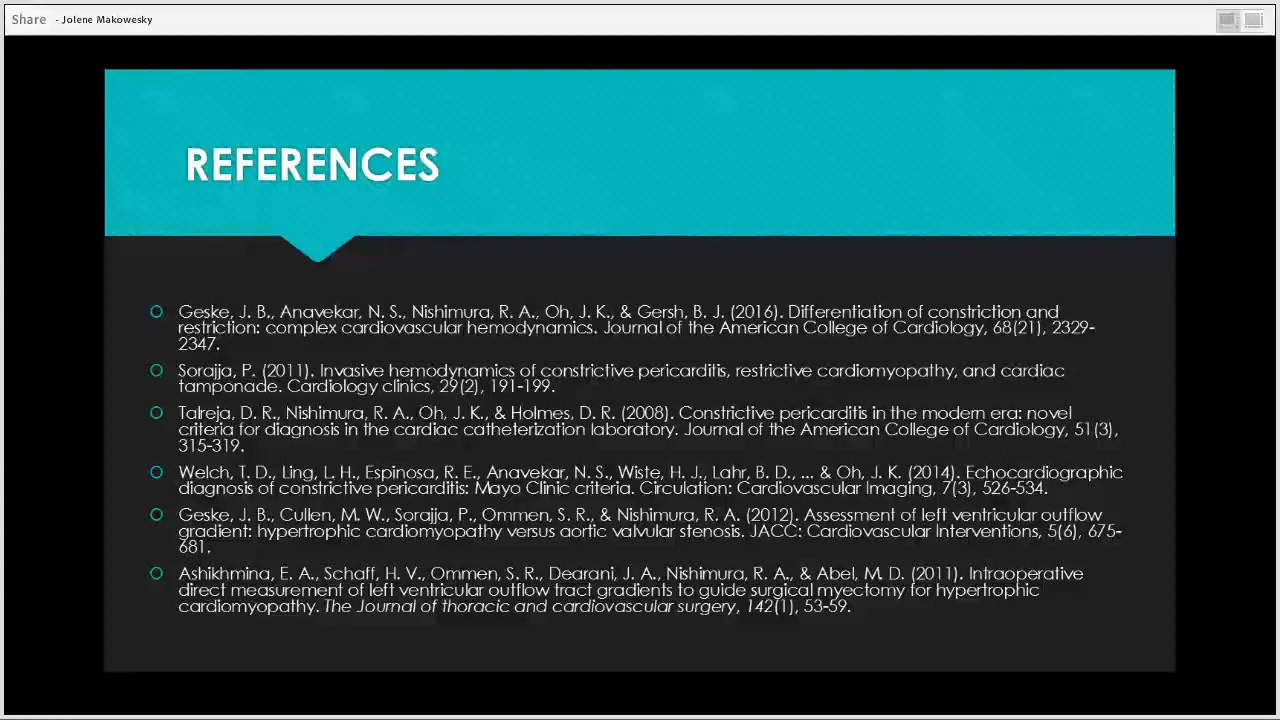 Share - Jolene Makowesky
REFERENCES
Geske, J. B., Anavekar, N. S., Nishimura, R. A., Oh, J. K., & Gersh, B. J. (2016). Differentiation of constriction and
restriction: complex cardiovascular hemodynamics. Journal of the American College of Cardiology, 68(21), 2329-
2347.
Sorajja, P. (2011). Invasive hemodynamics of constrictive pericarditis, restrictive cardiomyopathy, and cardiac
tamponade. Cardiology clinics, 29(2), 191-199.
Talreja, D. R., Nishimura, R. A., Oh, J. K., & Holmes, D. R. (2008). Constrictive pericarditis in the modern era: novel
criteria for diagnosis in the cardiac catheterization laboratory. Journal of the American College of Cardiology, 51(3),
315-319.
Welch, T. D., Ling, L. H., Espinosa, R. E., Anavekar, N. S., Wiste, H. J., Lahr, B. D., ... & Oh, J. K. (2014). Echocardiographic
diagnosis of constrictive pericarditis: Mayo Clinic criteria. Circulation: Cardiovascular Imaging, 7(3), 526-534.
Geske, J. B., Cullen, M. W., Sorajja, P., Ommen, S. R., & Nishimura, R. A. (2012). Assessment of left ventricular outflow
gradient: hypertrophic cardiomyopathy versus aortic valvular stenosis. JACC: Cardiovascular Interventions, 5(6), 675-
681.
Ashikhmina, E. A., Schaff, H. V., Ommen, S. R., Dearani, J. A., Nishimura, R. A., & Abel, M. D. (2011). Intraoperative
direct measurement of left ventricular outflow tract gradients to guide surgical myectomy for hypertrophic
cardiomyopathy. The Journal of thoracic and cardiovascular surgery, 142(1), 53-59.